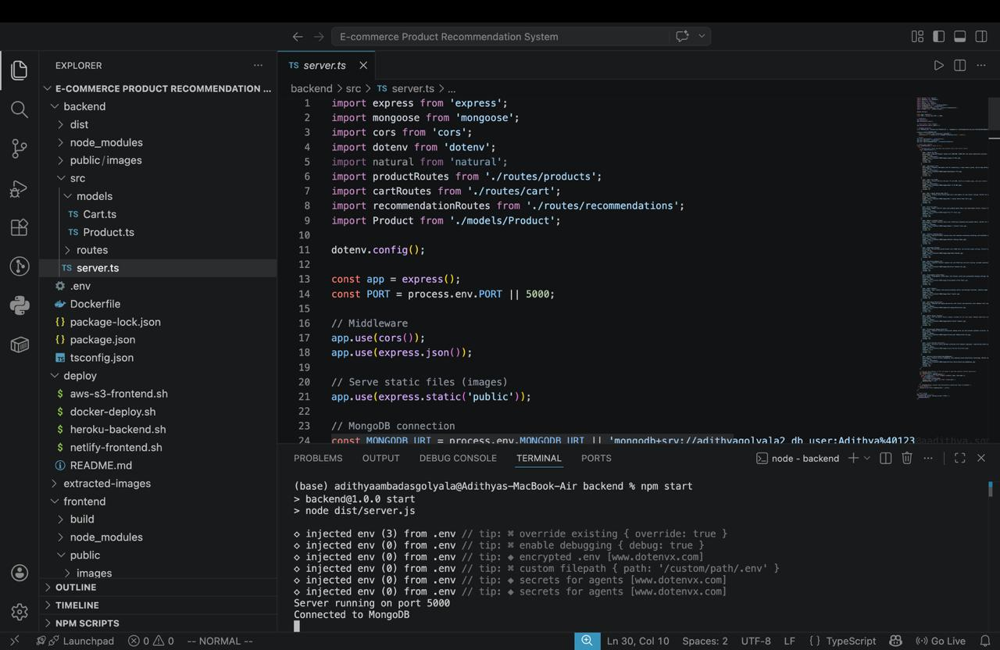 E-commerce Product Recommendation System
EXPLORER
E-COMMERCE PRODUCT RECOMMENDATION ...
backend
dist
node_modules
public/images
src
models
TS Cart.ts
TS Product.ts
routes
TS server.ts
.env
Dockerfile
{} package-lock.json
{} package.json
tsconfig.json
deploy
$ aws-s3-frontend.sh
$ docker-deploy.sh
$ heroku-backend.sh
$ netlify-frontend.sh
README.md
extracted-images
frontend
build
node_modules
public
images
OUTLINE
TIMELINE
NPM SCRIPTS
TS server.ts
backend > src > TS server.ts > ...
1 import express from 'express';
2 import mongoose from 'mongoose';
3 import cors from 'cors';
4 import dotenv from 'dotenv';
5 import natural from 'natural';
6 import productRoutes from './routes/products';
7 import cartRoutes from './routes/cart';
8 import recommendationRoutes from './routes/recommendations';
9 import Product from './models/Product';
10
11 dotenv.config();
12
13 const app = express();
14 const PORT = process.env.PORT || 5000;
15
16 // Middleware
17 app.use(cors());
18 app.use(express.json());
19
20 // Serve static files (images)
21 app.use(express.static('public'));
22
23 // MongoDB connection
24 const MONGODB_URI = process.env.MONGODB_URI || 'mongodb+srv://adithyagolyala2_db_user:Adithya%40123
PROBLEMS OUTPUT DEBUG CONSOLE TERMINAL PORTS
node - backend
(base) adithyaambadasgolyala@Adithyas-MacBook-Air backend % npm start
> backend@1.0.0 start
> node dist/server.js
◇ injected env (3) from .env // tip: ⌘ override existing { override: true }
◇ injected env (0) from .env // tip: ⌘ enable debugging { debug: true }
◇ injected env (0) from .env // tip: ◈ encrypted .env [www.dotenvx.com]
◇ injected env (0) from .env // tip: ⌘ custom filepath { path: '/custom/path/.env' }
◇ injected env (0) from .env // tip: ◈ secrets for agents [www.dotenvx.com]
◇ injected env (0) from .env // tip: ◈ secrets for agents [www.dotenvx.com]
Server running on port 5000
Connected to MongoDB
Launchpad 0 0 -- NORMAL -- Ln 30, Col 10 Spaces: 2 UTF-8 LF {} TypeScript Go Live